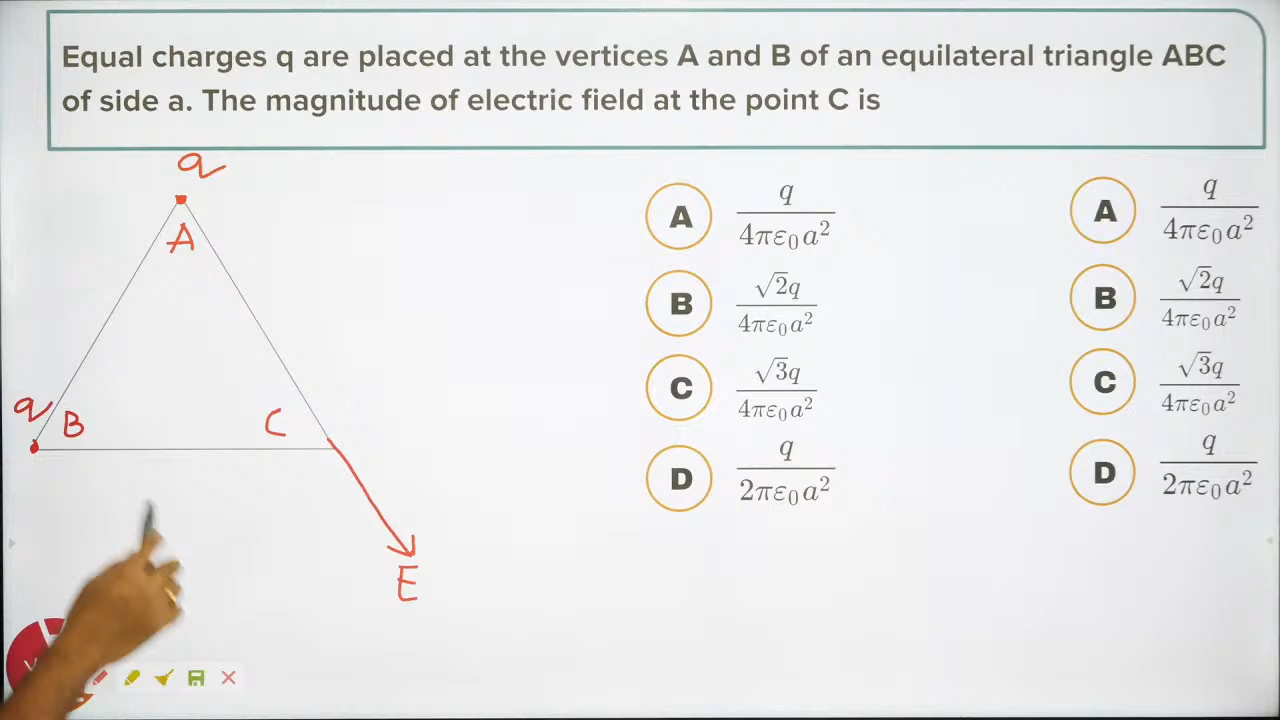 Equal charges q are placed at the vertices A and B of an equilateral triangle ABC
of side a. The magnitude of electric field at the point C is
q
A
q
B
C
E
A q/4πε₀a²
B √2q/4πε₀a²
C √3q/4πε₀a²
D q/2πε₀a²
A q/4πε₀a²
B √2q/4πε₀a²
C √3q/4πε₀a²
D q/2πε₀a²